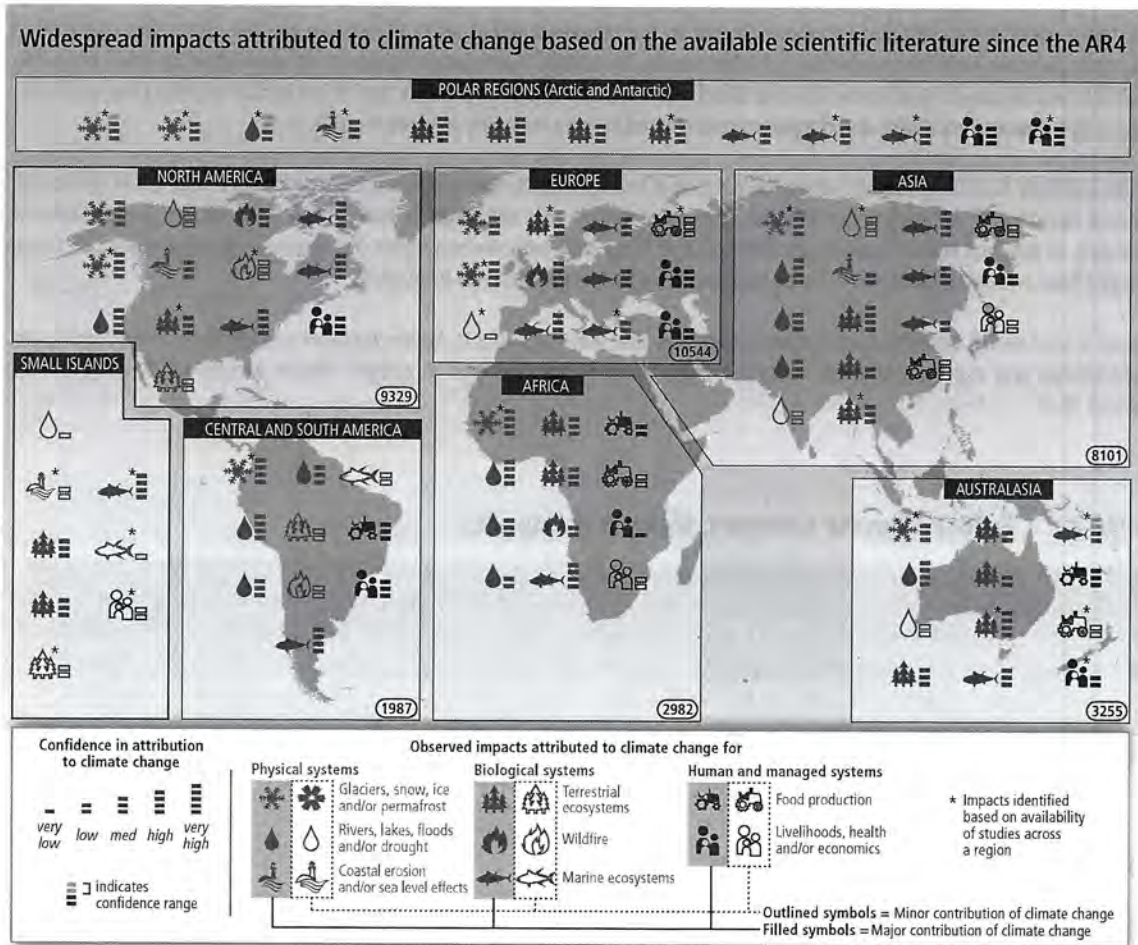 Widespread impacts attributed to climate change based on the available scientific literature since the AR4
POLAR REGIONS (Arctic and Antarctic)
NORTH AMERICA
EUROPE
ASIA
SMALL ISLANDS
9329
10544
AFRICA
CENTRAL AND SOUTH AMERICA
8101
AUSTRALASIA
1987
2982
3255
Confidence in attribution
to climate change
very
low
low
med
high
very
high
indicates
confidence range
Observed impacts attributed to climate change for
Physical systems
Glaciers, snow, ice
and/or permafrost
Rivers, lakes, floods
and/or drought
Coastal erosion
and/or sea level effects
Biological systems
Terrestrial
ecosystems
Wildfire
Marine ecosystems
Human and managed systems
Food production
Livelihoods, health
and/or economics
* Impacts identified
based on availability
of studies across
a region
Outlined symbols = Minor contribution of climate change
Filled symbols = Major contribution of climate change